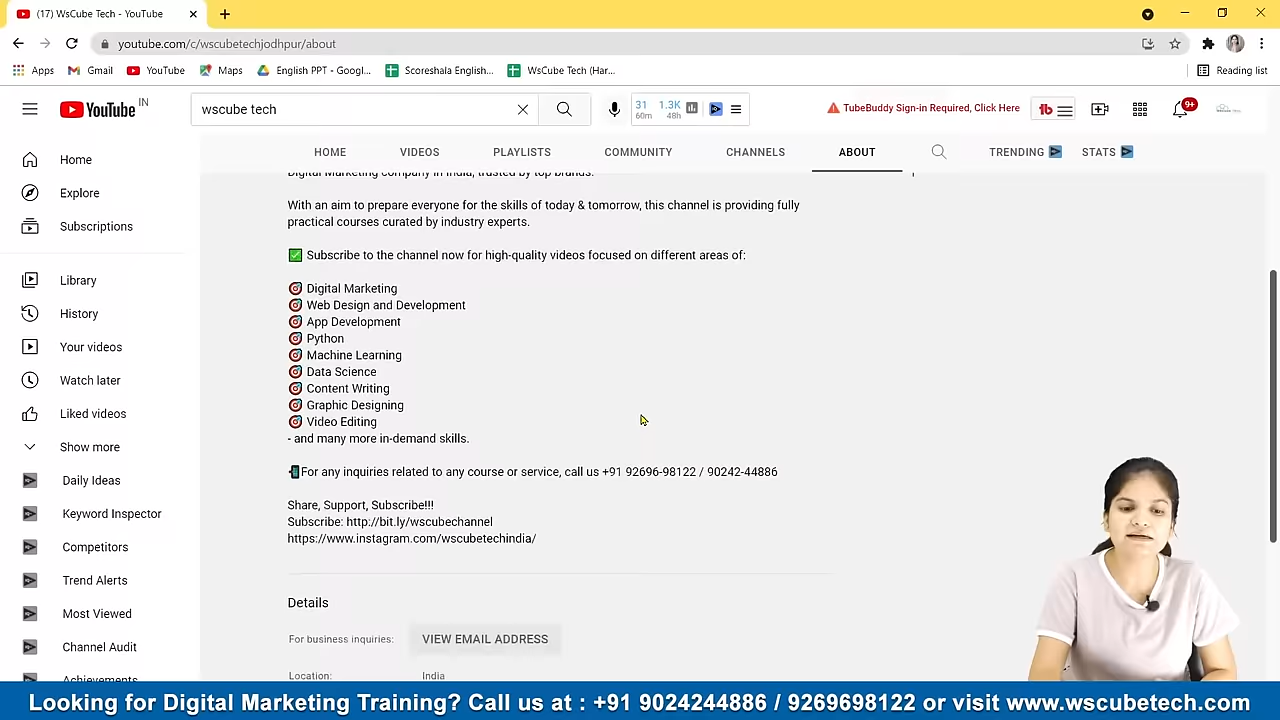 (17) WsCube Tech - YouTube
youtube.com/c/wscubetechjodhpur/about
Apps Gmail YouTube Maps English PPT - Googl... Scoreshala English... WsCube Tech (Har... Reading list
YouTube IN
wscube tech
31 1.3K
60m 48h
TubeBuddy Sign-in Required, Click Here
tb
9+
HOME VIDEOS PLAYLISTS COMMUNITY CHANNELS ABOUT TRENDING STATS
Home
Explore
Subscriptions
Library
History
Your videos
Watch later
Liked videos
Show more
Daily Ideas
Keyword Inspector
Competitors
Trend Alerts
Most Viewed
Channel Audit
Achievements
Digital Marketing company in India, trusted by top brands.
With an aim to prepare everyone for the skills of today & tomorrow, this channel is providing fully
practical courses curated by industry experts.
✅ Subscribe to the channel now for high-quality videos focused on different areas of:
🎯 Digital Marketing
🎯 Web Design and Development
🎯 App Development
🎯 Python
🎯 Machine Learning
🎯 Data Science
🎯 Content Writing
🎯 Graphic Designing
🎯 Video Editing
- and many more in-demand skills.
📲For any inquiries related to any course or service, call us +91 92696-98122 / 90242-44886
Share, Support, Subscribe!!!
Subscribe: http://bit.ly/wscubechannel
https://www.instagram.com/wscubetechindia/
Details
For business inquiries: VIEW EMAIL ADDRESS
Location: India
Looking for Digital Marketing Training? Call us at : +91 9024244886 / 9269698122 or visit www.wscubetech.com